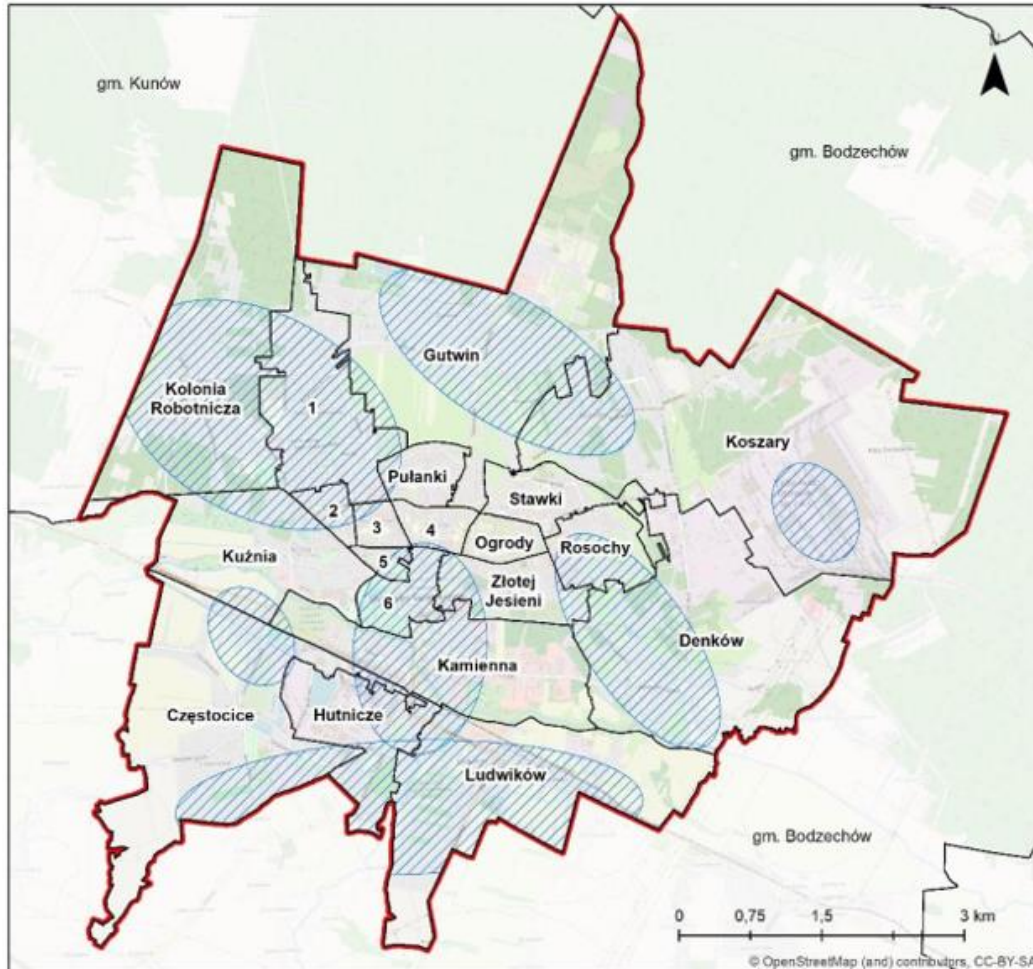 gm. Kunów
gm. Bodzechów
Gutwin
Kolonia
Robotnicza
1
Koszary
Pułanki
Stawki
2
3
4
Ogrody
Rosochy
Kuźnia
5
Złotej
Jesieni
6
Denków
Kamienna
Częstocice
Hutnicze
Ludwików
gm. Bodzechów
0 0,75 1,5 3 km
© OpenStreetMap (and) contributors, CC-BY-SA